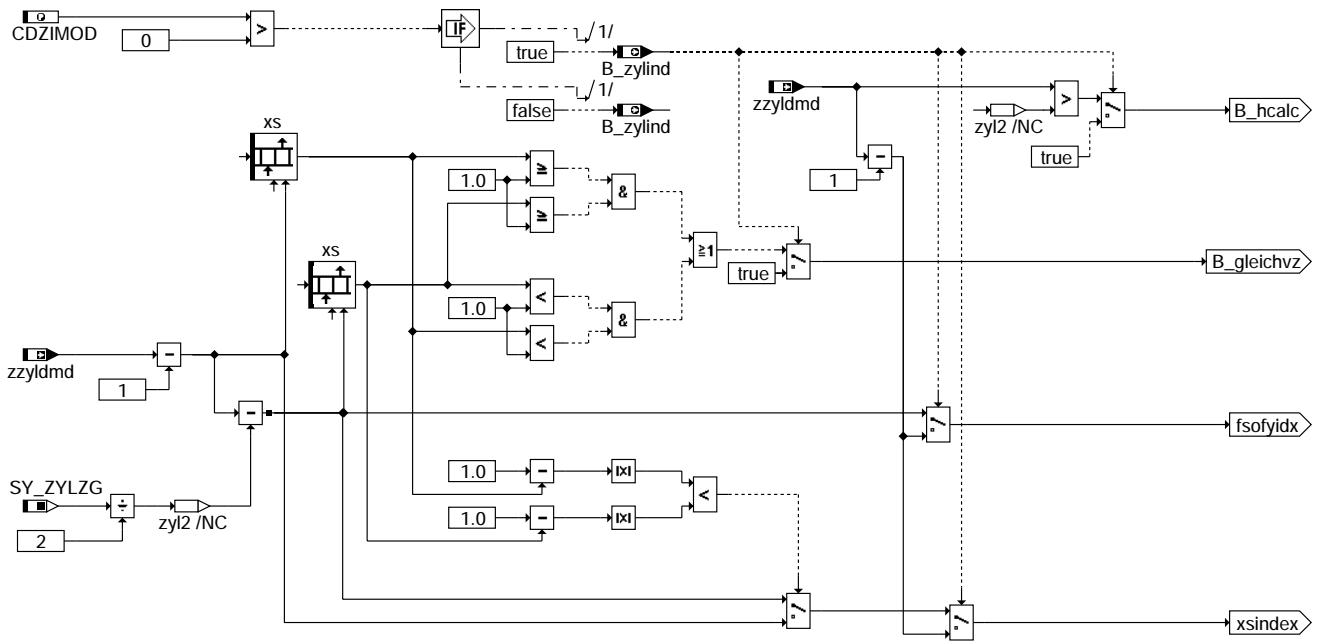 CDZIMOD
0
>
IF
1/
true
B_zylind
1/
false
B_zylind
zzyldmd
>
zyl2 /NC
B_hcalc
true
1
-
xs
1.0
≥
≥
&
xs
≥1
true
B_gleichvz
1.0
<
<
&
zzyldmd
-
1
-
fsofyidx
SY_ZYLZG
÷
zyl2 /NC
2
1.0
-
|x|
<
1.0
-
|x|
xsindex